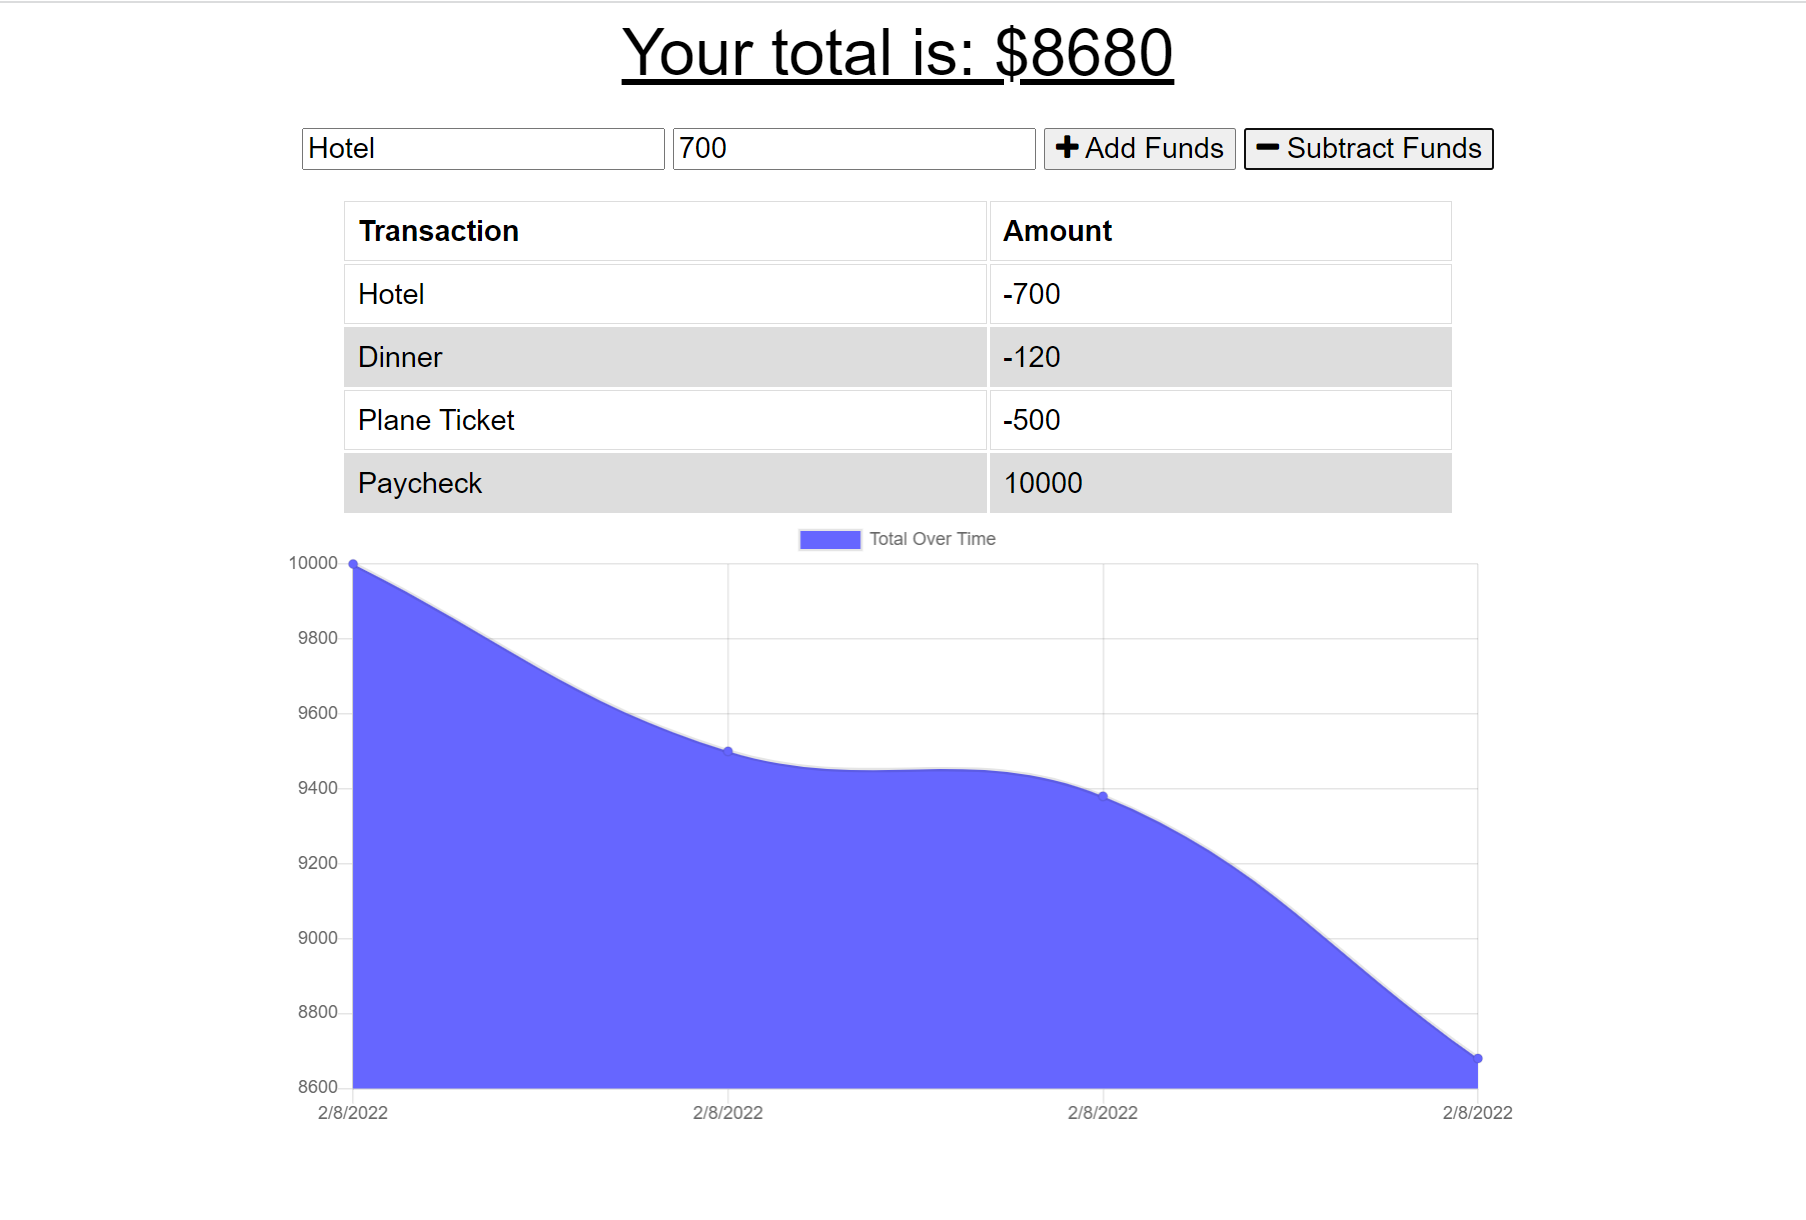 Your total is: $8680
Hotel 700 Add Funds Subtract Funds
Transaction Amount
Hotel -700
Dinner -120
Plane Ticket -500
Paycheck 10000
Total Over Time
10000
9800
9600
9400
9200
9000
8800
8600
2/8/2022 2/8/2022 2/8/2022 2/8/2022